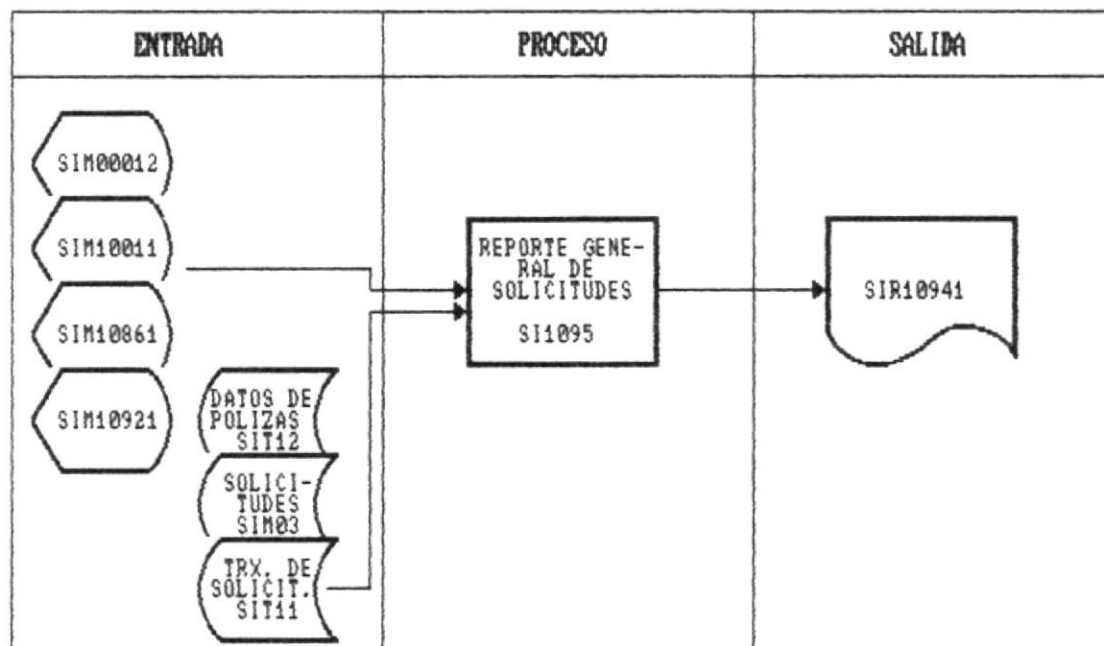 ENTRADA
PROCESO
SALIDA
SIM00012
SIM10011
SIM10861
SIM10921
DATOS DE
POLIZAS
SIT12
SOLICI-
TUDES
SIM03
TRX. DE
SOLICIT.
SIT11
REPORTE GENE-
RAL DE
SOLICITUDES
SI1095
SIR10941